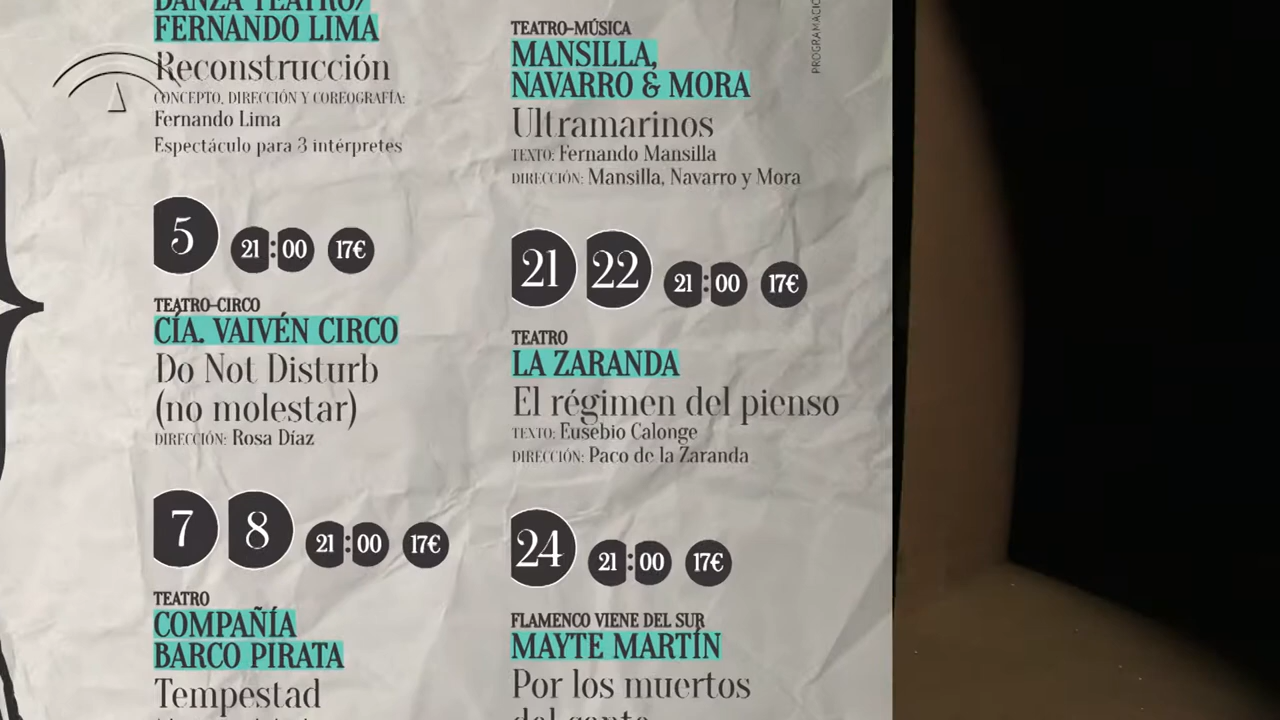 DANZA TEATRO/
FERNANDO LIMA
Reconstrucción
CONCEPTO, DIRECCIÓN Y COREOGRAFÍA:
Fernando Lima
Espectáculo para 3 intérpretes
5 21:00 17€
TEATRO-CIRCO
CÍA. VAIVÉN CIRCO
Do Not Disturb
(no molestar)
DIRECCIÓN: Rosa Díaz
7 8 21:00 17€
TEATRO
COMPAÑÍA
BARCO PIRATA
Tempestad
TEATRO-MÚSICA
MANSILLA,
NAVARRO & MORA
Ultramarinos
TEXTO: Fernando Mansilla
DIRECCIÓN: Mansilla, Navarro y Mora
21 22 21:00 17€
TEATRO
LA ZARANDA
El régimen del pienso
TEXTO: Eusebio Calonge
DIRECCIÓN: Paco de la Zaranda
24 21:00 17€
FLAMENCO VIENE DEL SUR
MAYTE MARTÍN
Por los muertos
del cante